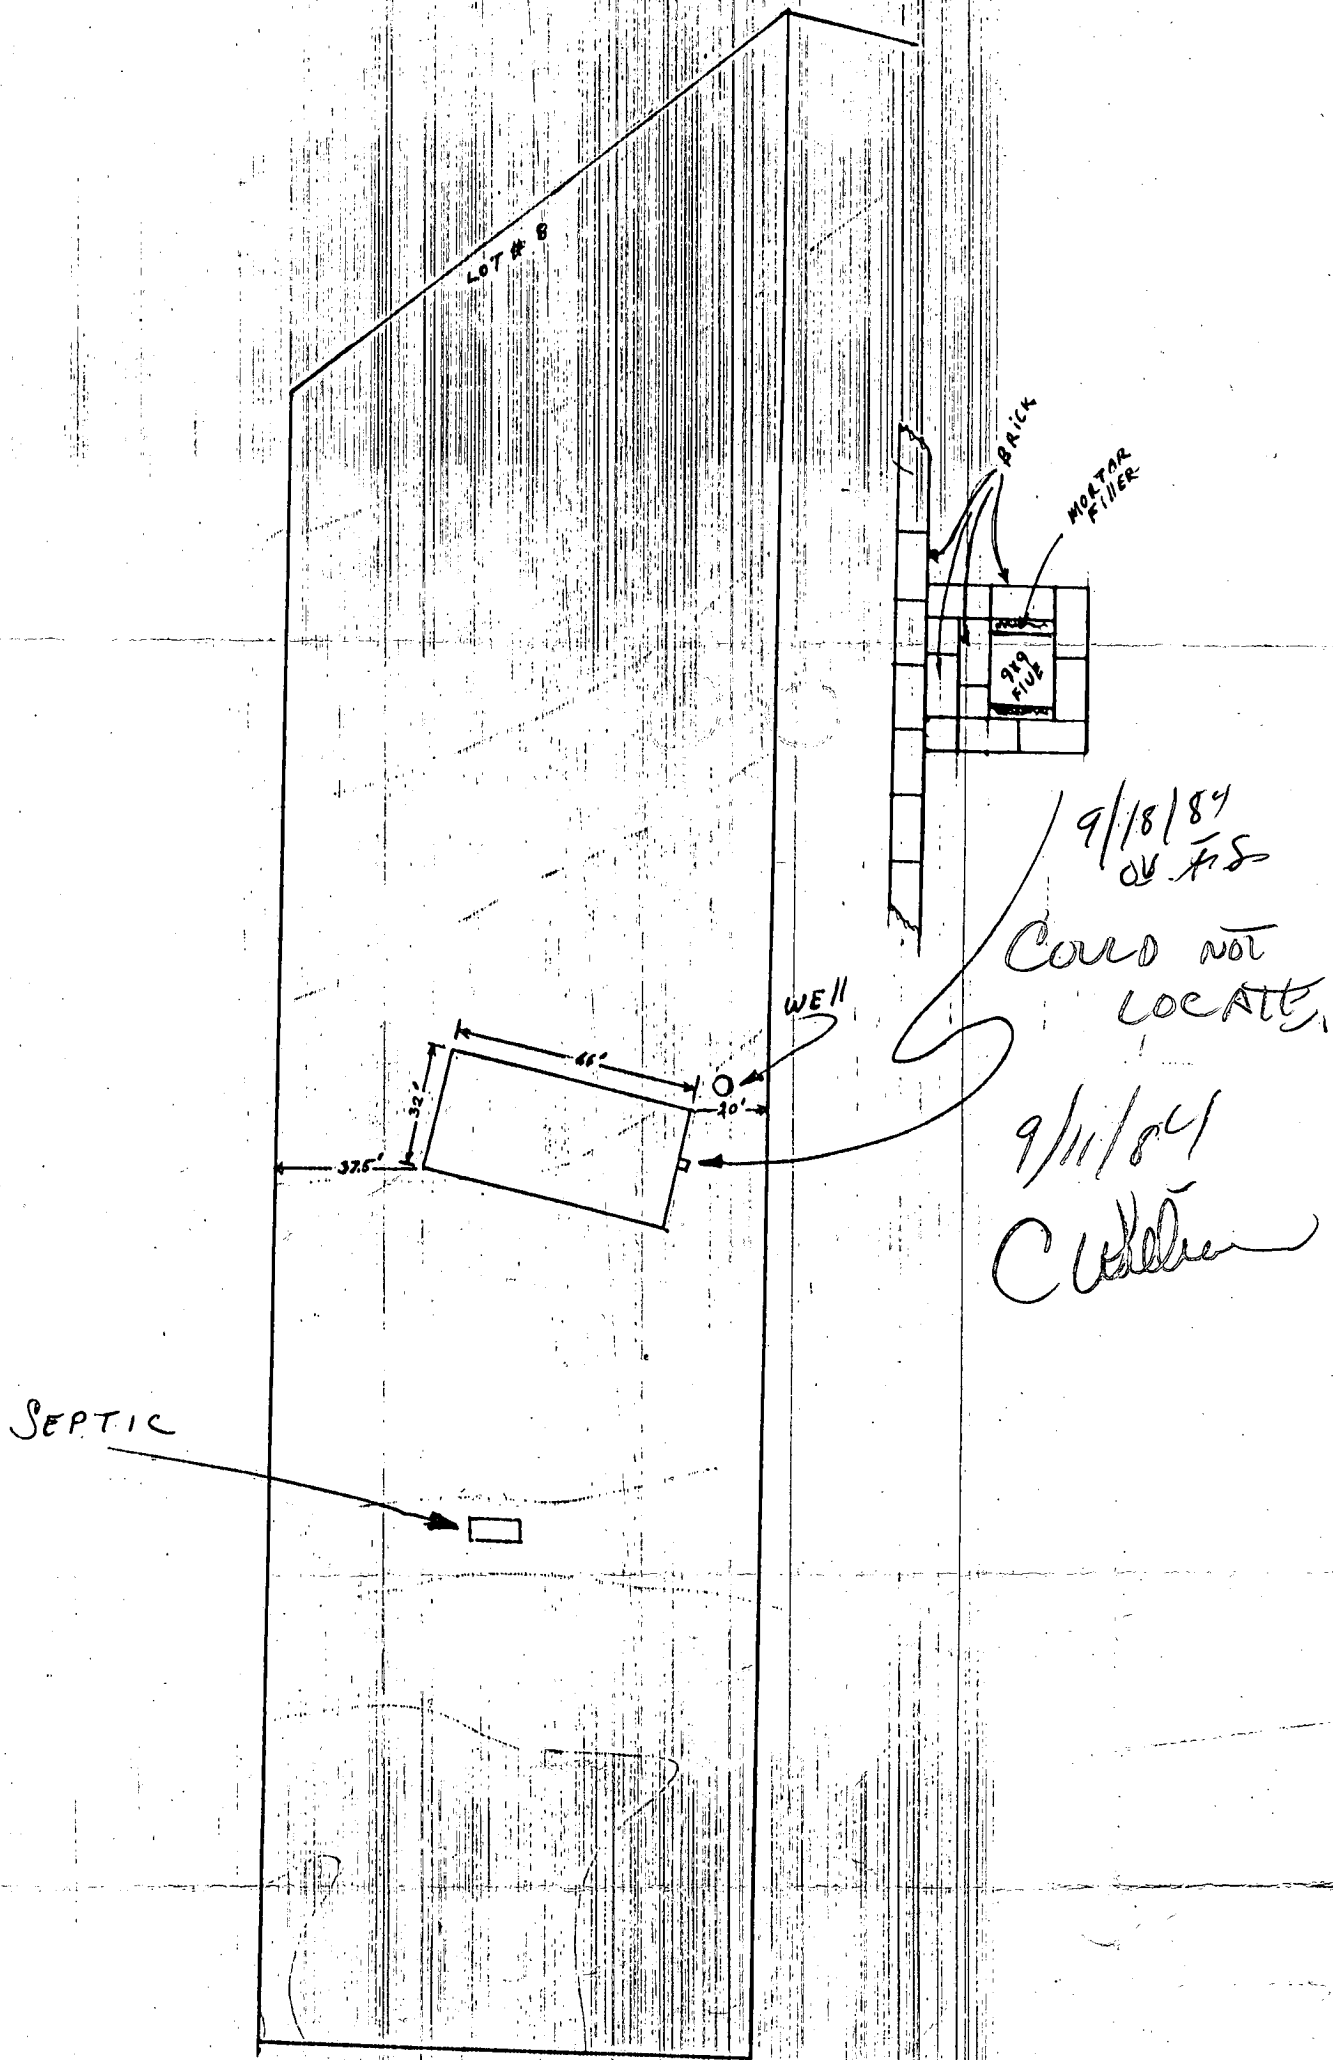 LOT # 8
BRICK
MORTAR
FILLER
9x9
FLUE
9/18/84
OK
COULD NOT
LOCATE,
WELL
66'
32'
20'
37.5'
9/11/84
C
SEPTIC